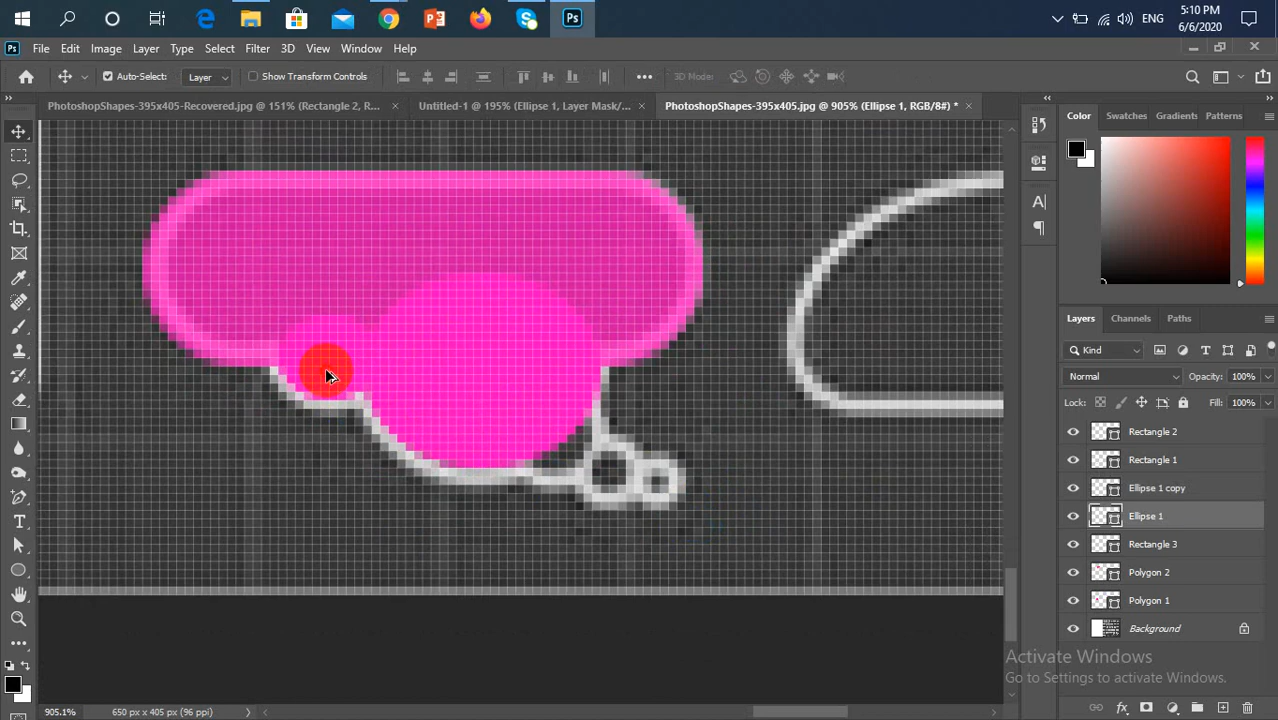 ENG
5:10 PM
6/6/2020
Ps
File Edit Image Layer Type Select Filter 3D View Window Help
Auto-Select: Layer Show Transform Controls 3D Mode:
PhotoshopShapes-395x405-Recovered.jpg @ 151% (Rectangle 2, R... × Untitled-1 @ 195% (Ellipse 1, Layer Mask/... × PhotoshopShapes-395x405.jpg @ 905% (Ellipse 1, RGB/8#) * ×
Color Swatches Gradients Patterns
Layers Channels Paths
Kind
Normal Opacity: 100%
Lock: Fill: 100%
Rectangle 2
Rectangle 1
Ellipse 1 copy
Ellipse 1
Rectangle 3
Polygon 2
Polygon 1
Background
Activate Windows
Go to Settings to activate Windows.
905.1% 650 px x 405 px (96 ppi)